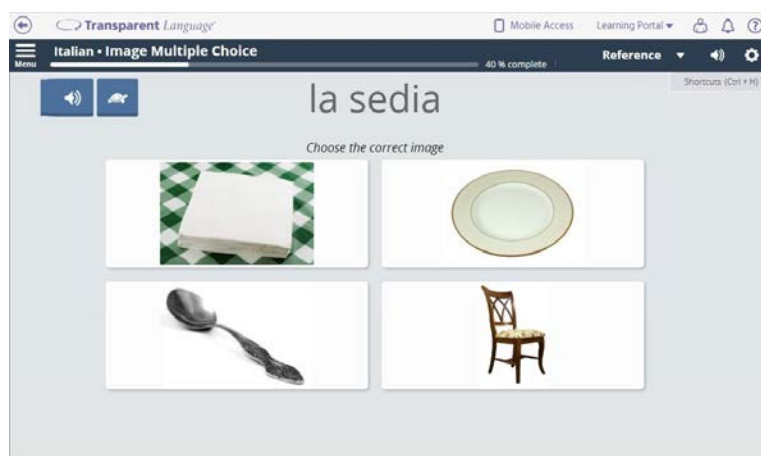 Transparent Language
Mobile Access
Learning Portal
Menu
Italian • Image Multiple Choice
40 % complete
Reference
Shortcuts (Ctrl + H)
la sedia
Choose the correct image